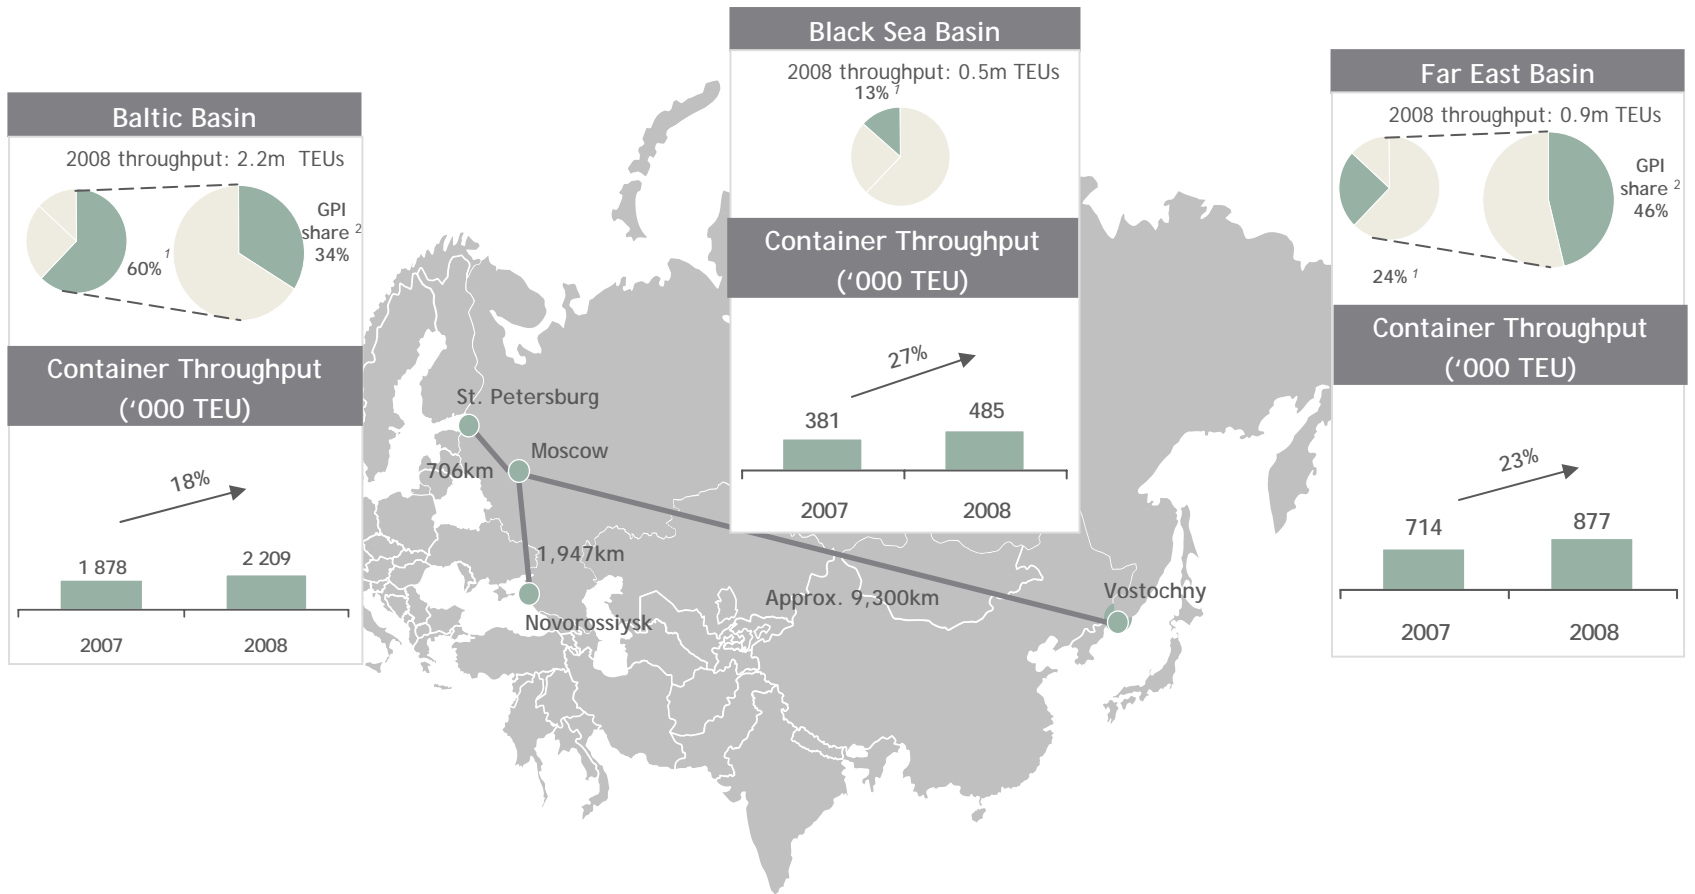 Baltic Basin
2008 throughput: 2.2m TEUs
60% 1
GPI
share 2
34%
Container Throughput
(‘000 TEU)
18%
1 878
2 209
2007
2008
Black Sea Basin
2008 throughput: 0.5m TEUs
13% 1
Container Throughput
(‘000 TEU)
27%
381
485
2007
2008
Far East Basin
2008 throughput: 0.9m TEUs
24% 1
GPI
share 2
46%
Container Throughput
(‘000 TEU)
23%
714
877
2007
2008
St. Petersburg
Moscow
706km
1,947km
Novorossiysk
Approx. 9,300km
Vostochny